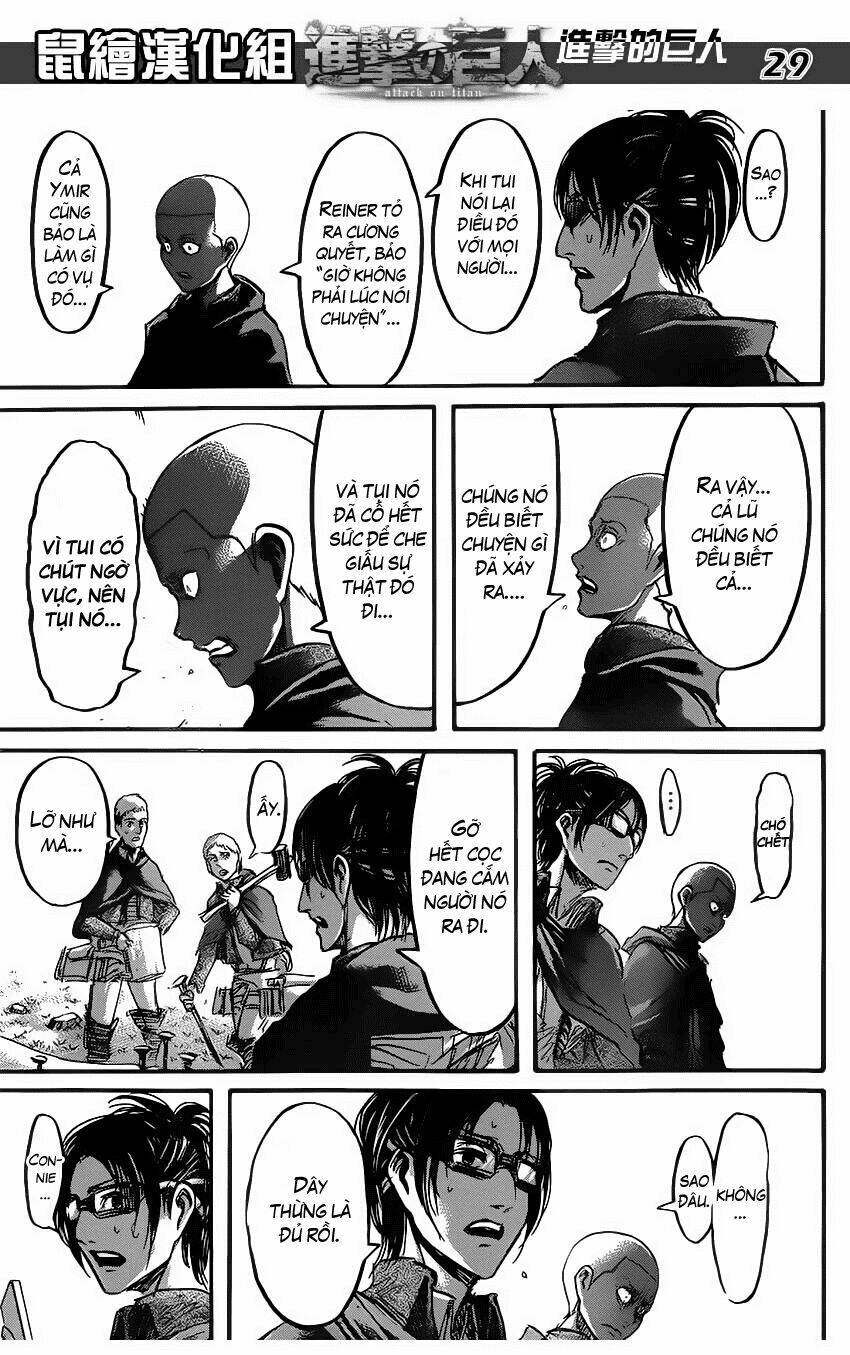 鼠繪漢化組
進撃の巨人
attack on titan
進擊的巨人
29
SAO
...?
KHI TUI
NÓI LẠI
ĐIỀU ĐÓ
VỚI MỌI
NGƯỜI...
REINER TỎ
RA CƯƠNG
QUYẾT, BẢO
“GIỜ KHÔNG
PHẢI LÚC NÓI
CHUYỆN”...
CẢ
YMIR
CŨNG
BẢO LÀ
LÀM GÌ
CÓ VỤ
ĐÓ...
RA VẬY...
CẢ LŨ
CHÚNG NÓ
ĐỀU BIẾT
CẢ...
CHÚNG NÓ
ĐỀU BIẾT
CHUYỆN GÌ
ĐÃ XẢY
RA....
VÀ TỤI NÓ
ĐÃ CỐ HẾT
SỨC ĐỂ CHE
GIẤU SỰ
THẬT ĐÓ
ĐI...
VÌ TUI CÓ
CHÚT NGỜ
VỰC, NÊN
TỤI NÓ...
CHÓ
CHẾT
...
GỠ
HẾT CỌC
ĐANG CẮM
NGƯỜI NÓ
RA ĐI.
ẤY.
LỠ NHƯ
MÀ...
KHÔNG
...
SAO
ĐÂU.
DÂY
THỪNG LÀ
ĐỦ RỒI.
CON-
NIE
...